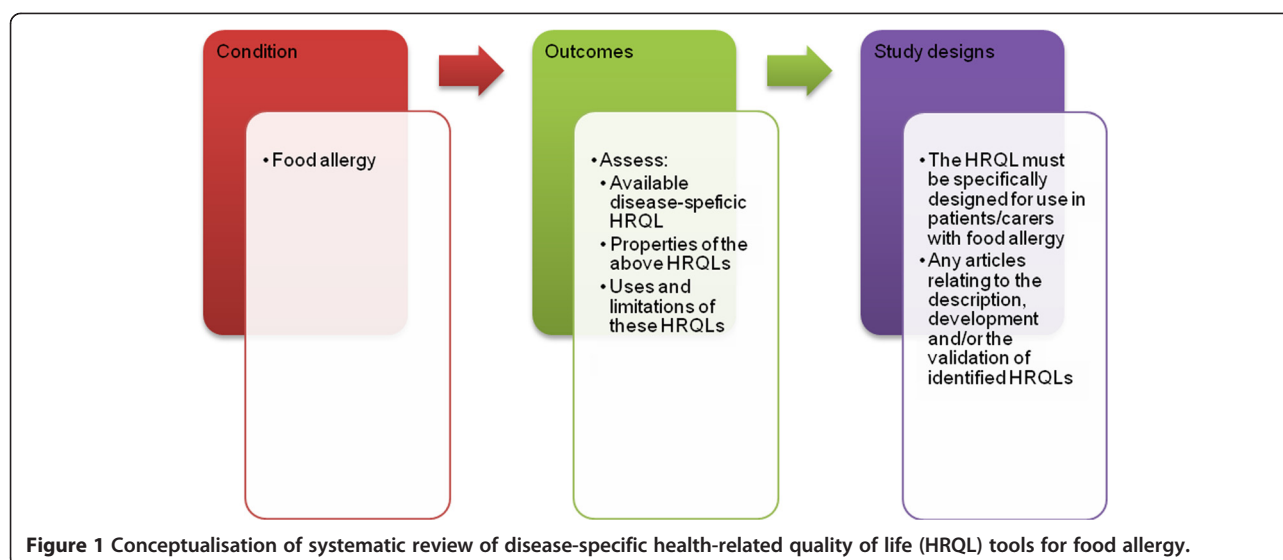 Condition
• Food allergy
Outcomes
• Assess:
• Available
disease-speficic
HRQL
• Properties of the
above HRQLs
• Uses and
limitations of
these HRQLs
Study designs
• The HRQL must
be specifically
designed for use in
patients/carers
with food allergy
• Any articles
relating to the
description,
development
and/or the
validation of
identified HRQLs
Figure 1 Conceptualisation of systematic review of disease-specific health-related quality of life (HRQL) tools for food allergy.